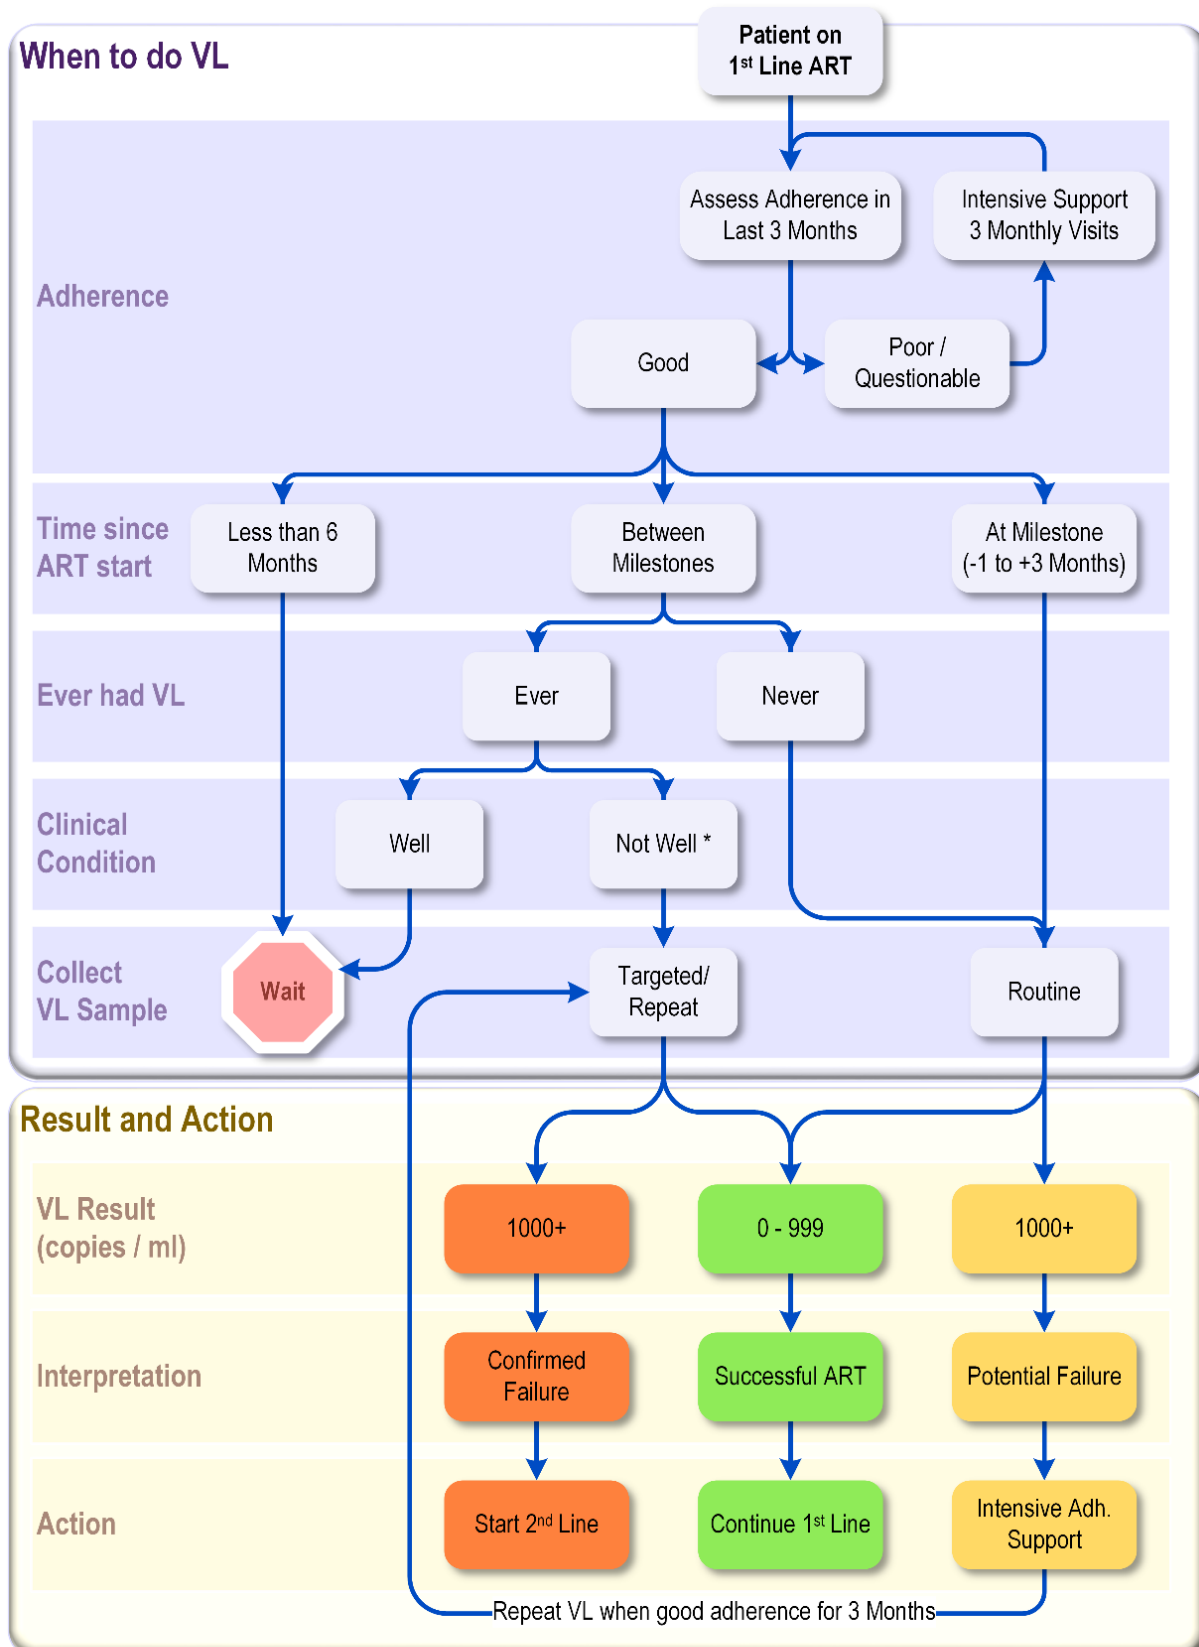 Patient on
1st Line ART
When to do VL
Adherence
Assess Adherence in
Last 3 Months
Intensive Support
3 Monthly Visits
Good
Poor /
Questionable
Time since
ART start
Less than 6
Months
Between
Milestones
At Milestone
(-1 to +3 Months)
Ever had VL
Ever
Never
Clinical
Condition
Well
Not Well *
Collect
VL Sample
Wait
Targeted/
Repeat
Routine
Result and Action
VL Result
(copies / ml)
1000+
0 - 999
1000+
Interpretation
Confirmed
Failure
Successful ART
Potential Failure
Action
Start 2nd Line
Continue 1st Line
Intensive Adh.
Support
Repeat VL when good adherence for 3 Months